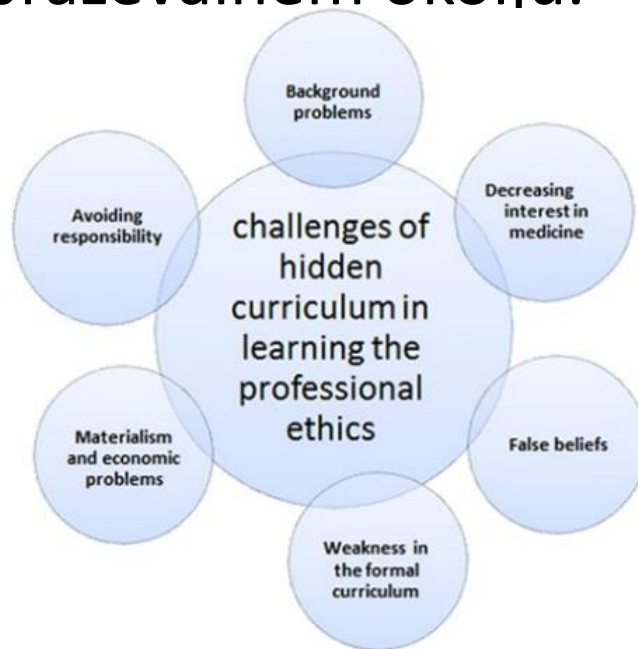 Background
problems
Decreasing
interest in
medicine
Avoiding
responsibility
challenges of
hidden
curriculum in
learning the
professional
ethics
False beliefs
Materialism
and economic
problems
Weakness in
the formal
curriculum